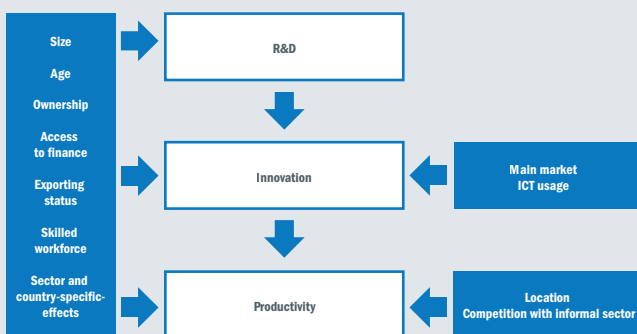 Size
Age
Ownership
Access
to finance
Exporting
status
Skilled
workforce
Sector and
country-specific-
effects
R&D
Innovation
Productivity
Main market
ICT usage
Location
Competition with informal sector